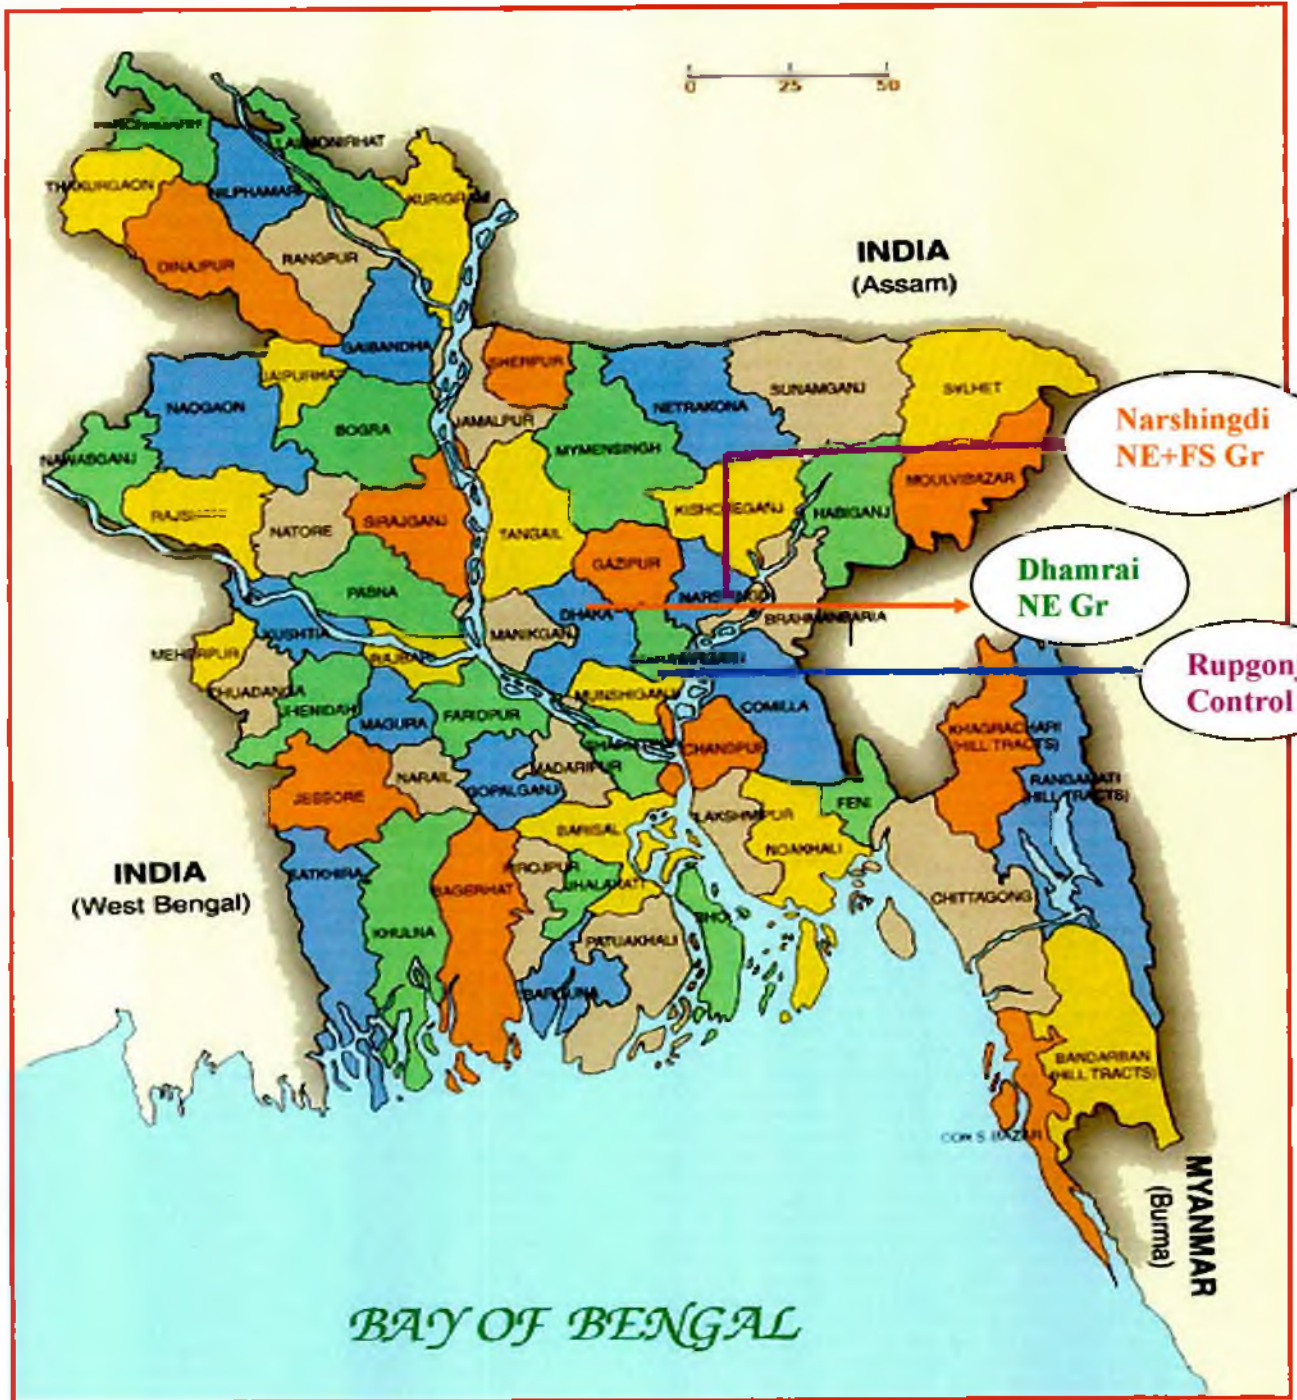 0 25 50
LALMONIRHAT
THAKURGAON
NILPHAMARI
KURIGRAM
DINAJPUR
RANGPUR
INDIA
(Assam)
GAIBANDHA
SHERPUR
JAIPURHAT
SUNAMGANJ
SYLHET
NAOGAON
NETRAKONA
JAMALPUR
BOGRA
MYMENSINGH
Narshingdi
NE+FS Gr
NAWABGANJ
MOULVIBAZAR
RAJS
KISHOREGANJ
HABIGANJ
NATORE
SIRAJGANJ
TANGAIL
GAZIPUR
Dhamrai
NE Gr
PABNA
NARSINGDI
DHAKA
BRAHMANBARIA
KUSHTIA
MANIKGANJ
MEHERPUR
RAJBARI
Rupgonj
Control
CHUADANGA
JHENIDAH
MUNSHIGANJ
MAGURA
FARIDPUR
COMILLA
KHAGRACHARI
(HILL TRACTS)
CHANDPUR
MADARIPUR
NARAIL
GOPALGANJ
RANGAMATI
(HILL TRACTS)
JESSORE
FENI
LAKSHMIPUR
BARISAL
NOAKHALI
INDIA
(West Bengal)
PIROJPUR
SATKHIRA
BAGERHAT
JHALAKATI
CHITTAGONG
BHOL
KHULNA
PATUAKHALI
BARGUNA
BANDARBAN
(HILL TRACTS)
COX S BAZAR
MYANMAR
(Burma)
BAY OF BENGAL